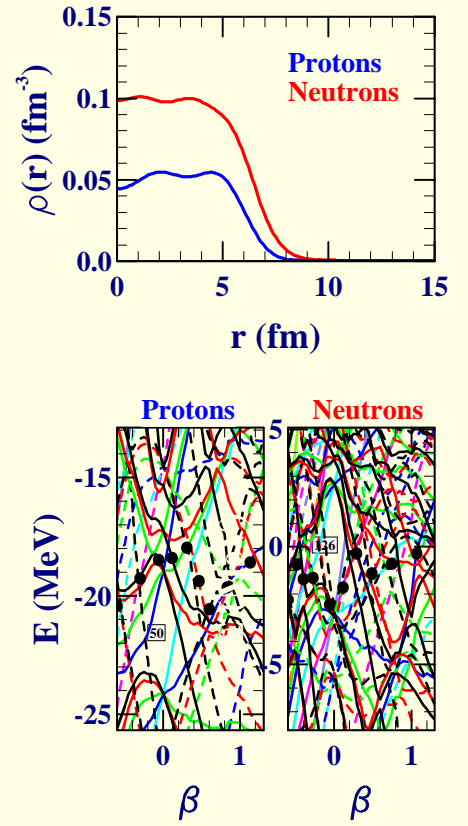 0.15
Protons
Neutrons
0.1
0.05
0.0
ρ(r) (fm⁻³)
0 5 10 15
r (fm)
Protons Neutrons
-15
-20
-25
E (MeV)
50
5
0
-5
126
0 1
0 1
β β